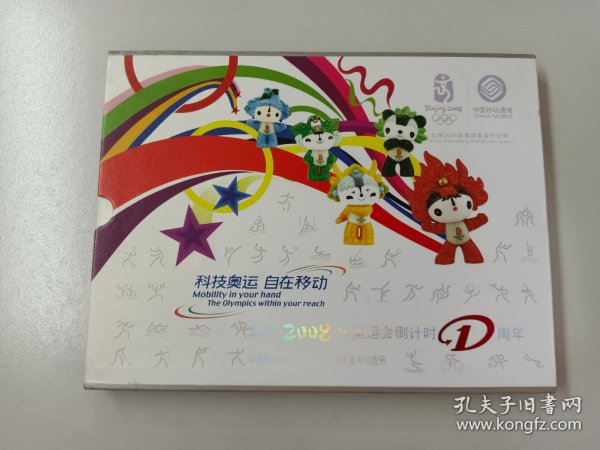 Beijing 2008
中国移动通信
CHINA MOBILE
北京2008年奥运会合作伙伴
科技奥运 自在移动
Mobility in your hand
The Olympics within your reach
北京2008年奥运会倒计时1周年
孔夫子旧书网
www.kongfz.com